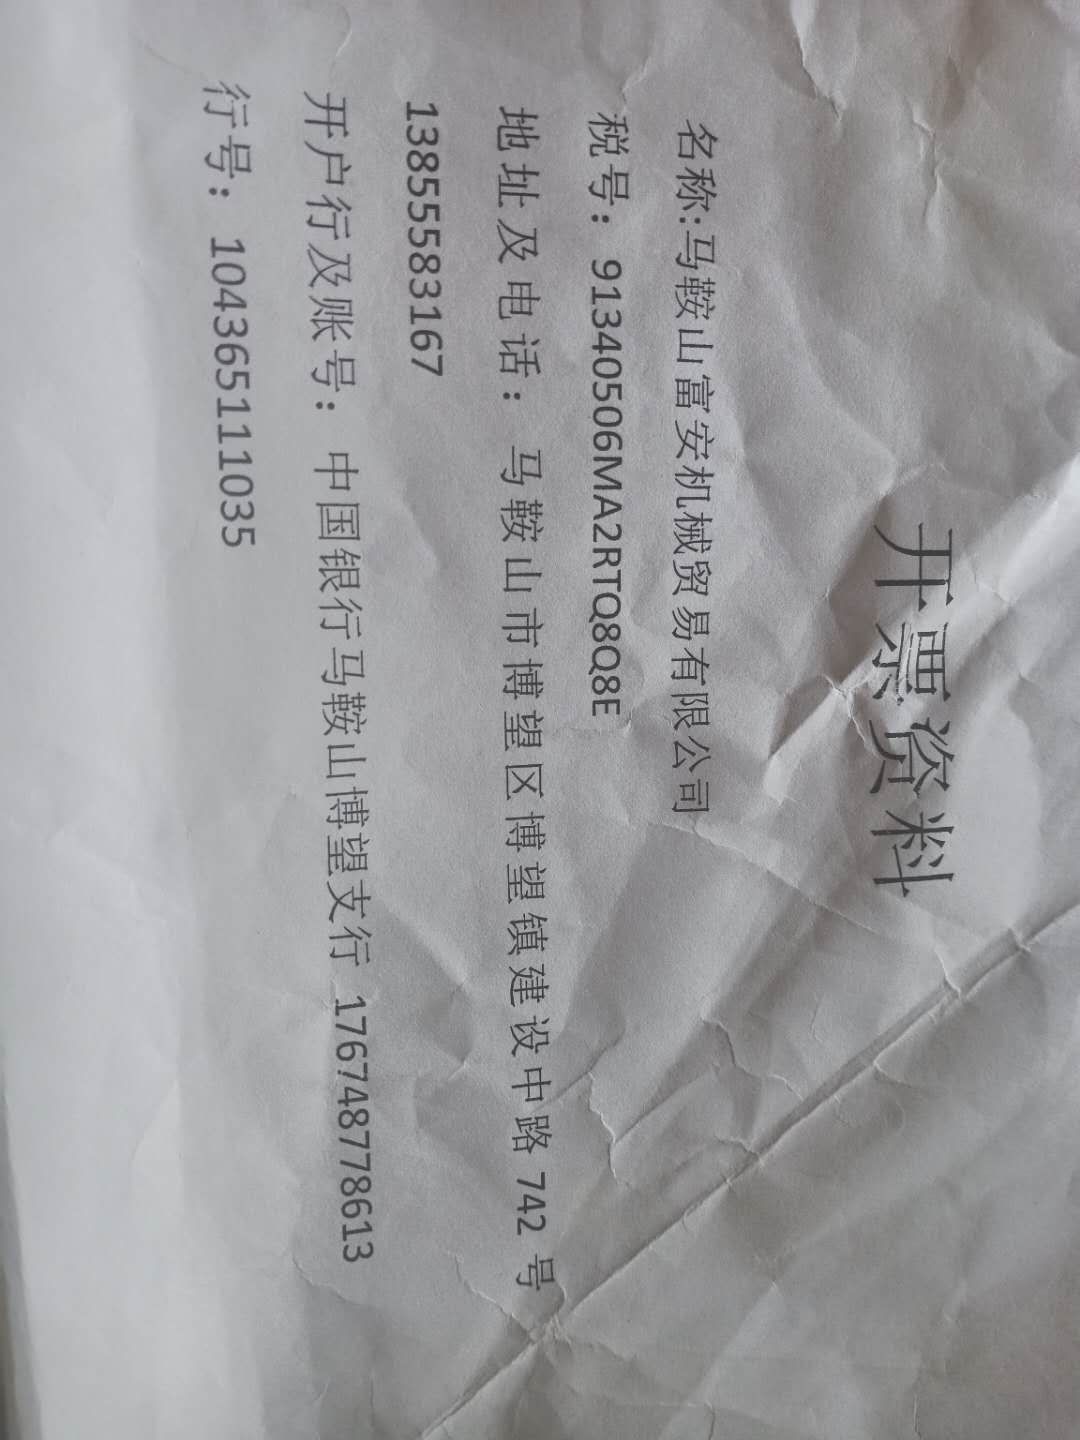 开票资料
名称:马鞍山富安机械贸易有限公司
税号：91340506MA2RTQ8Q8E
地址及电话：马鞍山市博望区博望镇建设中路 742 号
13855583167
开户行及账号：中国银行马鞍山博望支行 176748778613
行号：104365111035